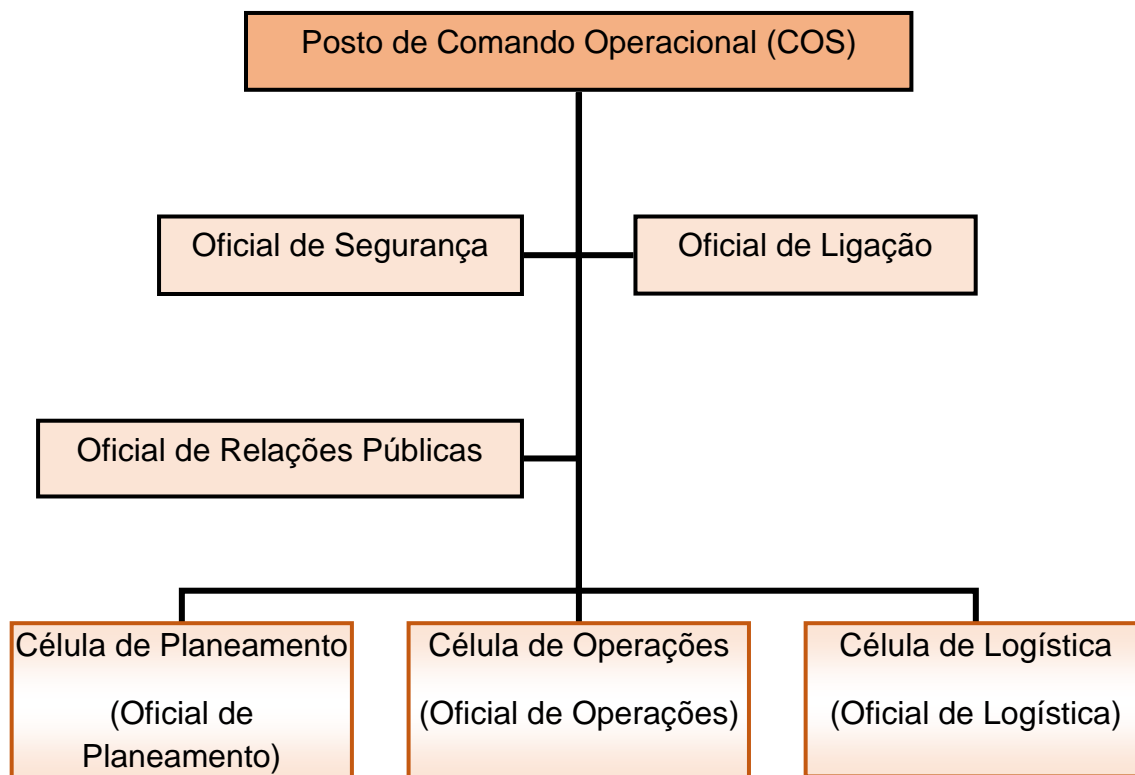 Posto de Comando Operacional (COS)
Oficial de Segurança
Oficial de Ligação
Oficial de Relações Públicas
Célula de Planeamento
(Oficial de
Planeamento)
Célula de Operações
(Oficial de Operações)
Célula de Logística
(Oficial de Logística)